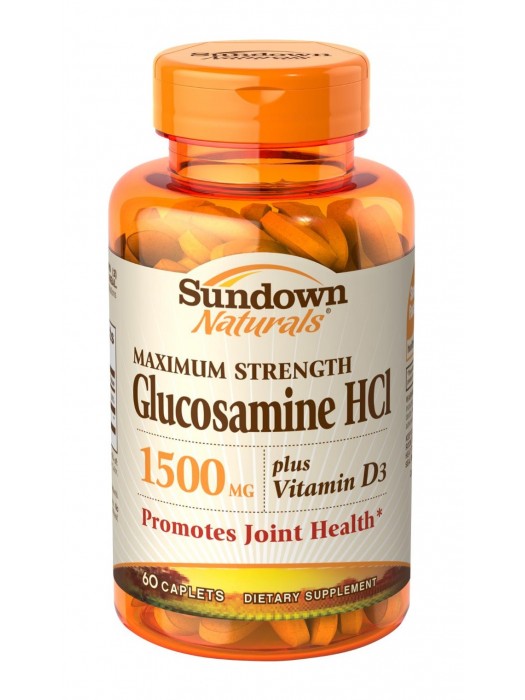 Sundown
Naturals®
MAXIMUM STRENGTH
Glucosamine HCl
1500 MG
plus
Vitamin D3
Promotes Joint Health*
60 CAPLETS
DIETARY SUPPLEMENT